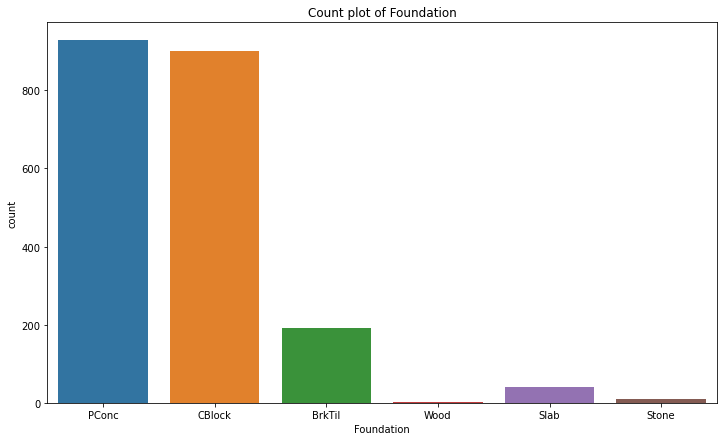 Count plot of Foundation
count
800
600
400
200
0
PConc CBlock BrkTil Wood Slab Stone
Foundation